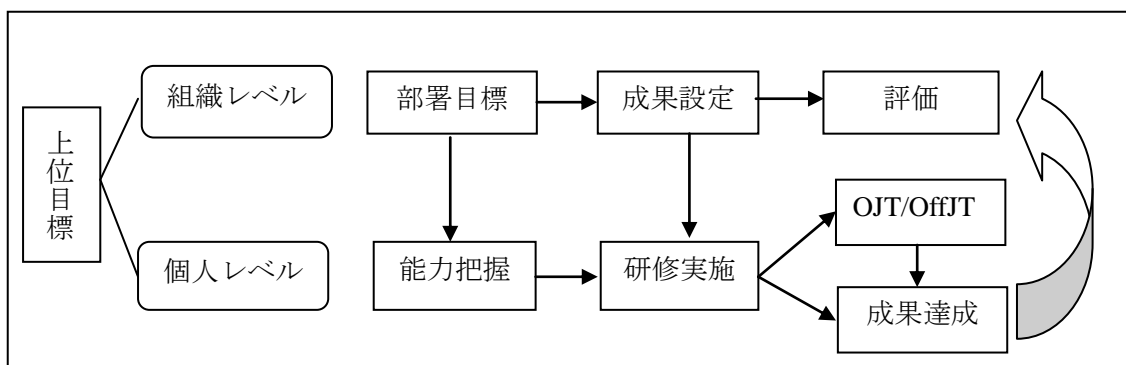 上位目標
組織レベル
部署目標
成果設定
評価
OJT/OffJT
個人レベル
能力把握
研修実施
成果達成